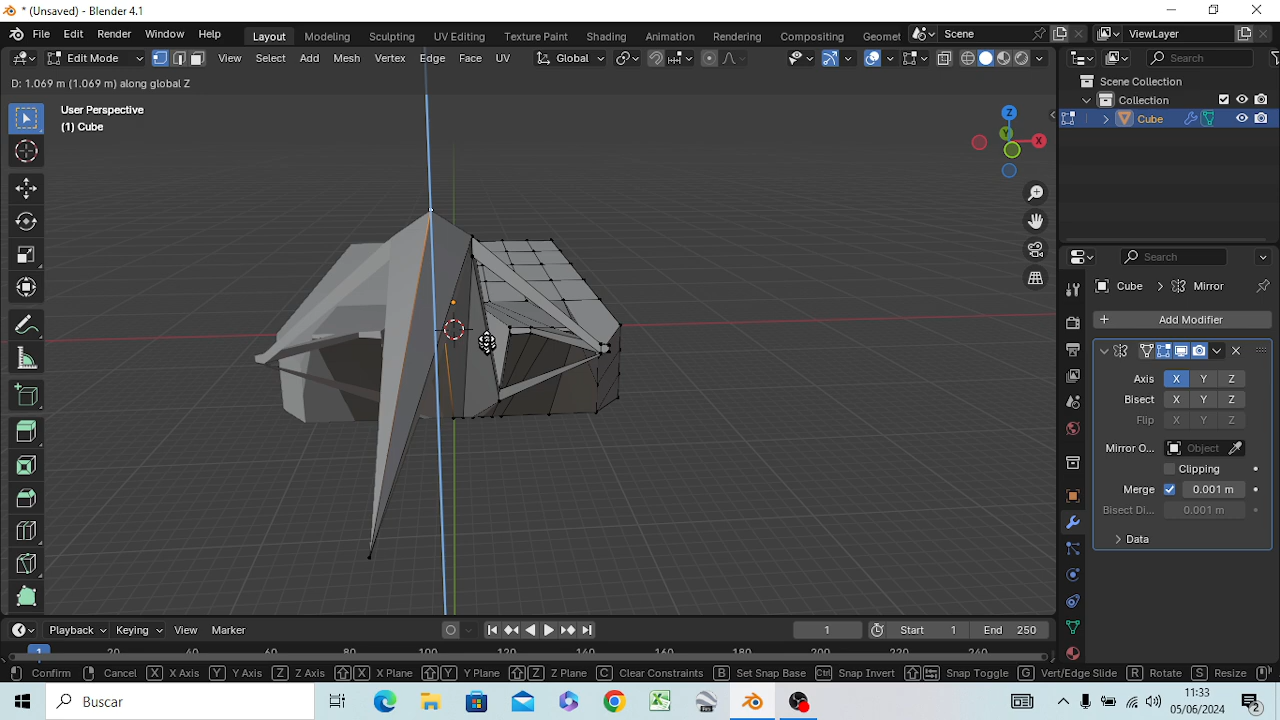 * (Unsaved) - Blender 4.1
File Edit Render Window Help Layout Modeling Sculpting UV Editing Texture Paint Shading Animation Rendering Compositing Geomet Scene ViewLayer
Edit Mode View Select Add Mesh Vertex Edge Face UV Global Search
D: 1.069 m (1.069 m) along global Z
User Perspective
(1) Cube
Z
Y
X
Scene Collection
Collection
Cube
Search
Cube Mirror
Add Modifier
Axis X Y Z
Bisect X Y Z
Flip X Y Z
Mirror O... Object
Clipping
Merge 0.001 m
Bisect Di... 0.001 m
Data
Playback Keying View Marker 1 Start 1 End 250
1 20 40 60 80 100 120 140 160 180 200 220 240
Confirm Cancel X X Axis Y Y Axis Z Z Axis X X Plane Y Y Plane Z Z Plane C Clear Constraints B Set Snap Base Ctrl Snap Invert Snap Toggle G Vert/Edge Slide R Rotate S Resize
Buscar
11:33
05/06/2024
2